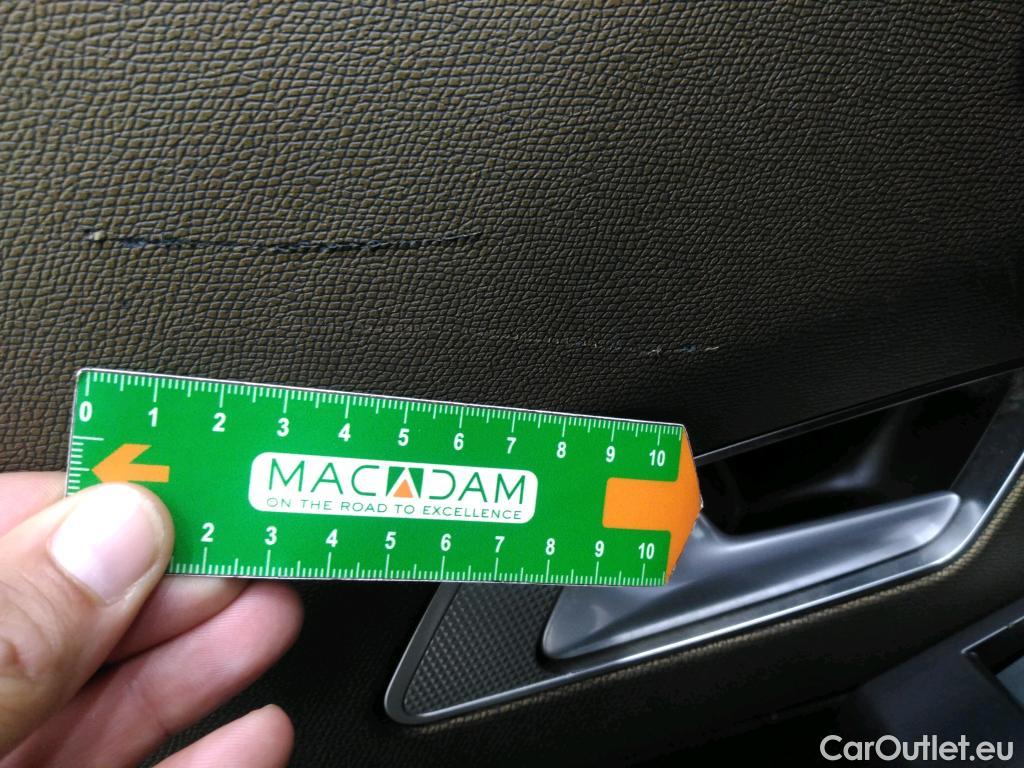 0 1 2 3 4 5 6 7 8 9 10
MACADAM
ON THE ROAD TO EXCELLENCE
2 3 4 5 6 7 8 9 10
CarOutlet.eu